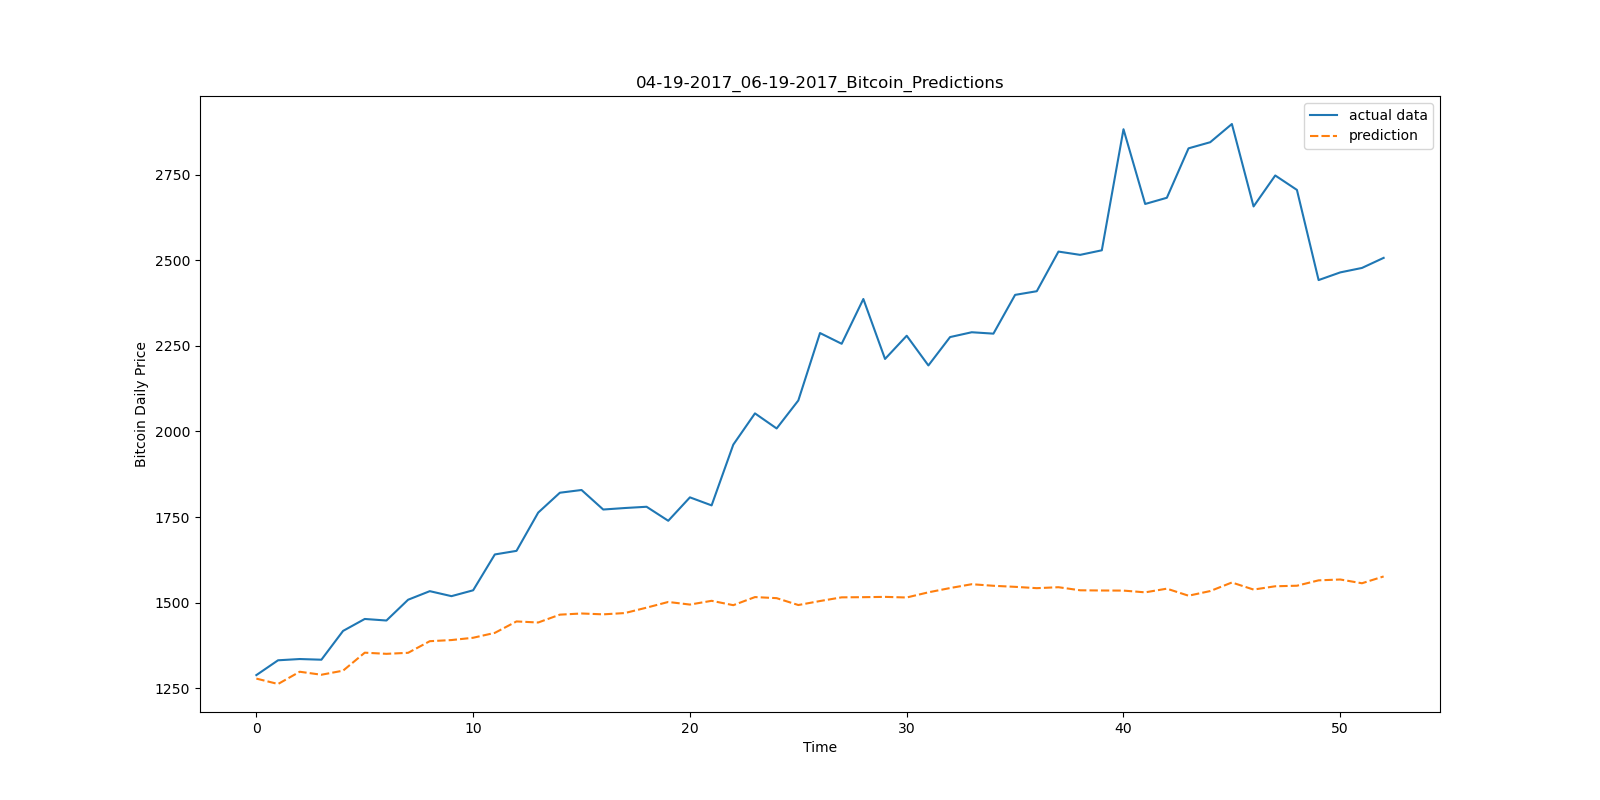 04-19-2017_06-19-2017_Bitcoin_Predictions
actual data
prediction
2750
2500
2250
2000
1750
1500
1250
Bitcoin Daily Price
0 10 20 30 40 50
Time